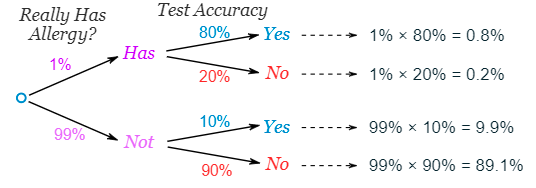 Really Has
Allergy?
Test Accuracy
1%
Has
80%
Yes
1% × 80% = 0.8%
20%
No
1% × 20% = 0.2%
99%
Not
10%
Yes
99% × 10% = 9.9%
90%
No
99% × 90% = 89.1%